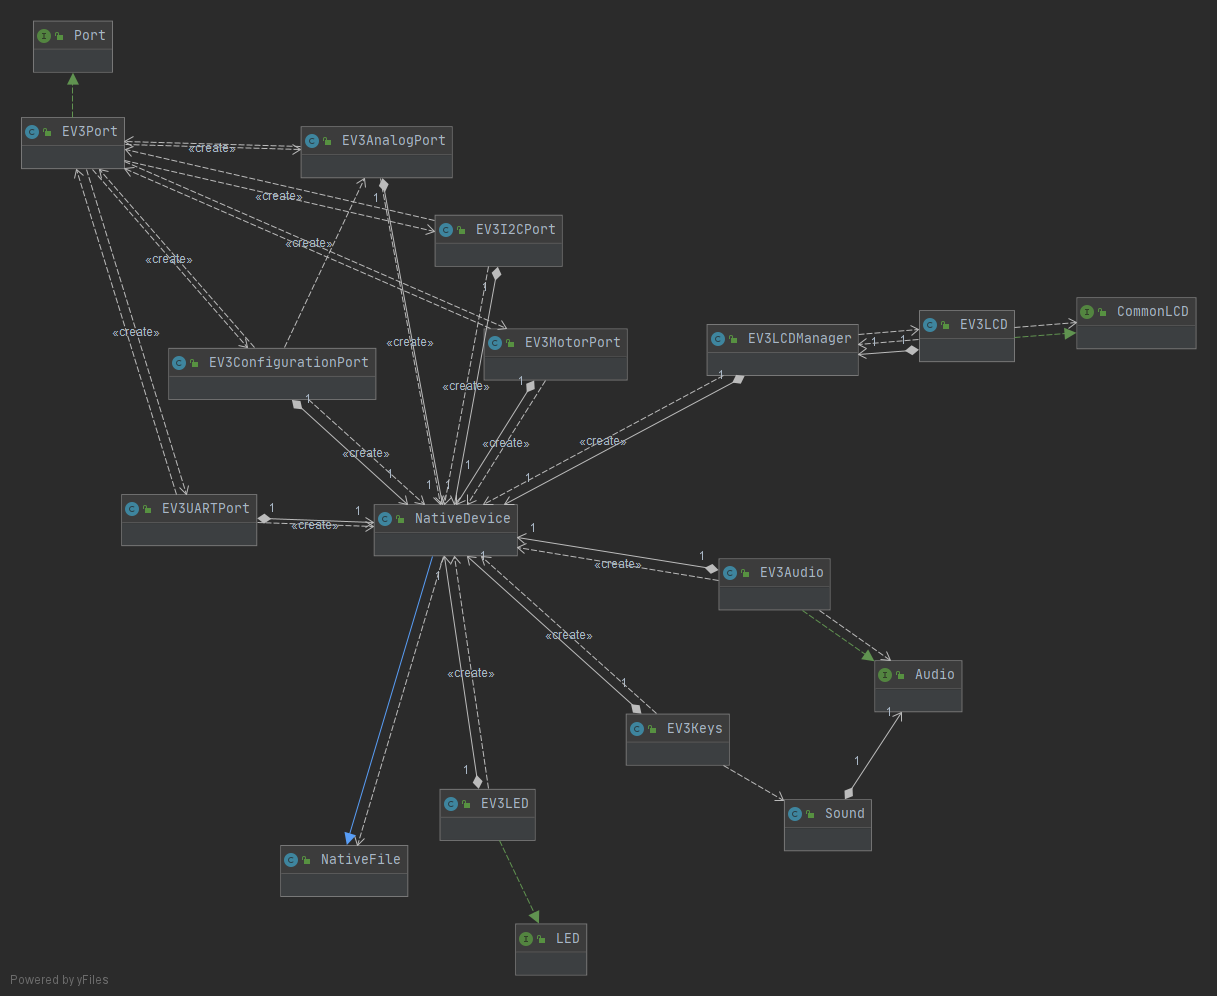 Port
EV3Port
EV3AnalogPort
«create»
1
«create»
EV3I2CPort
«create»
«create»
1
EV3LCDManager
1
1
EV3LCD
CommonLCD
«create»
EV3ConfigurationPort
«create»
EV3MotorPort
1
«create»
1
1
«create»
«create»
«create»
1
1
1
1
1
EV3UARTPort
1
«create»
1
NativeDevice
1
1
«create»
EV3Audio
1
1
«create»
«create»
1
Audio
1
1
EV3Keys
1
1
EV3LED
Sound
NativeFile
LED
Powered by yFiles